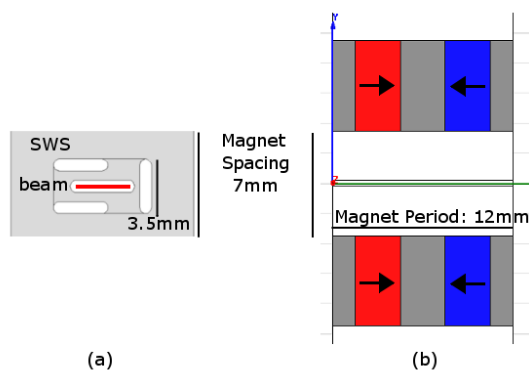 SWS
beam
3.5mm
Magnet
Spacing
7mm
Y
Z
Magnet Period: 12mm
(a)
(b)